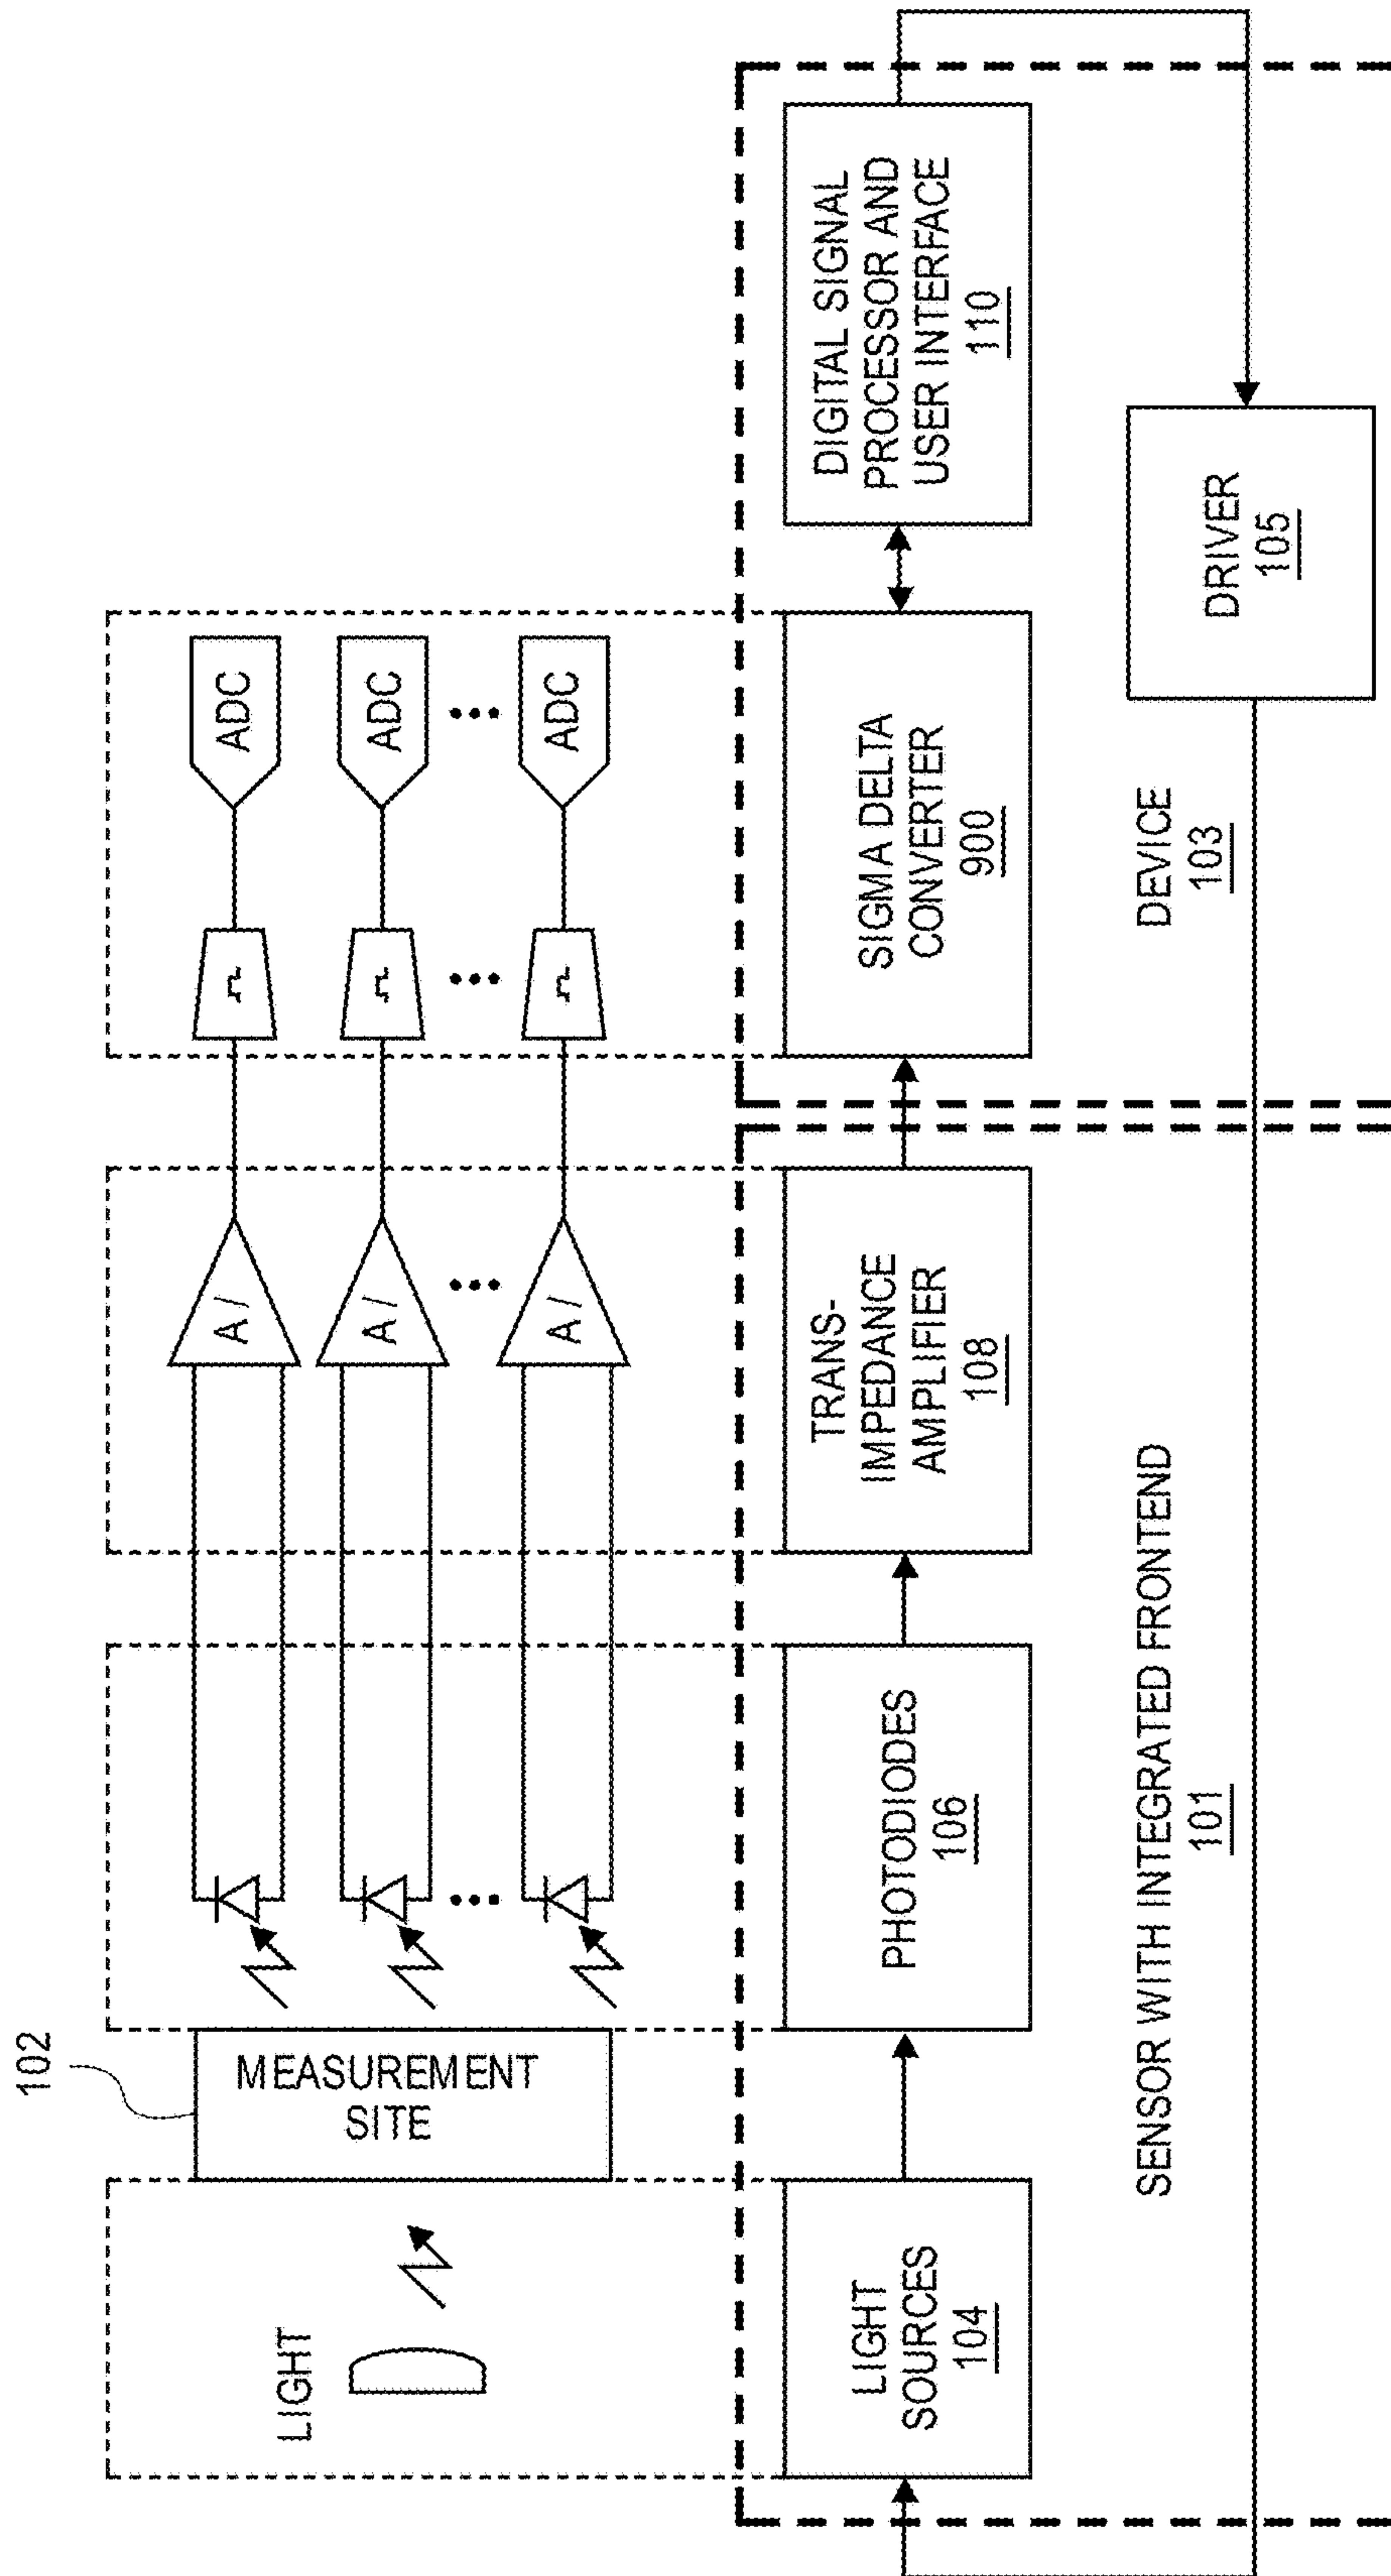 102
LIGHT
MEASUREMENT
SITE
A /
A /
A /
ADC
ADC
ADC
LIGHT
SOURCES
104
PHOTODIODES
106
TRANS-
IMPEDANCE
AMPLIFIER
108
SIGMA DELTA
CONVERTER
900
DIGITAL SIGNAL
PROCESSOR AND
USER INTERFACE
110
SENSOR WITH INTEGRATED FRONTEND
101
DEVICE
103
DRIVER
105